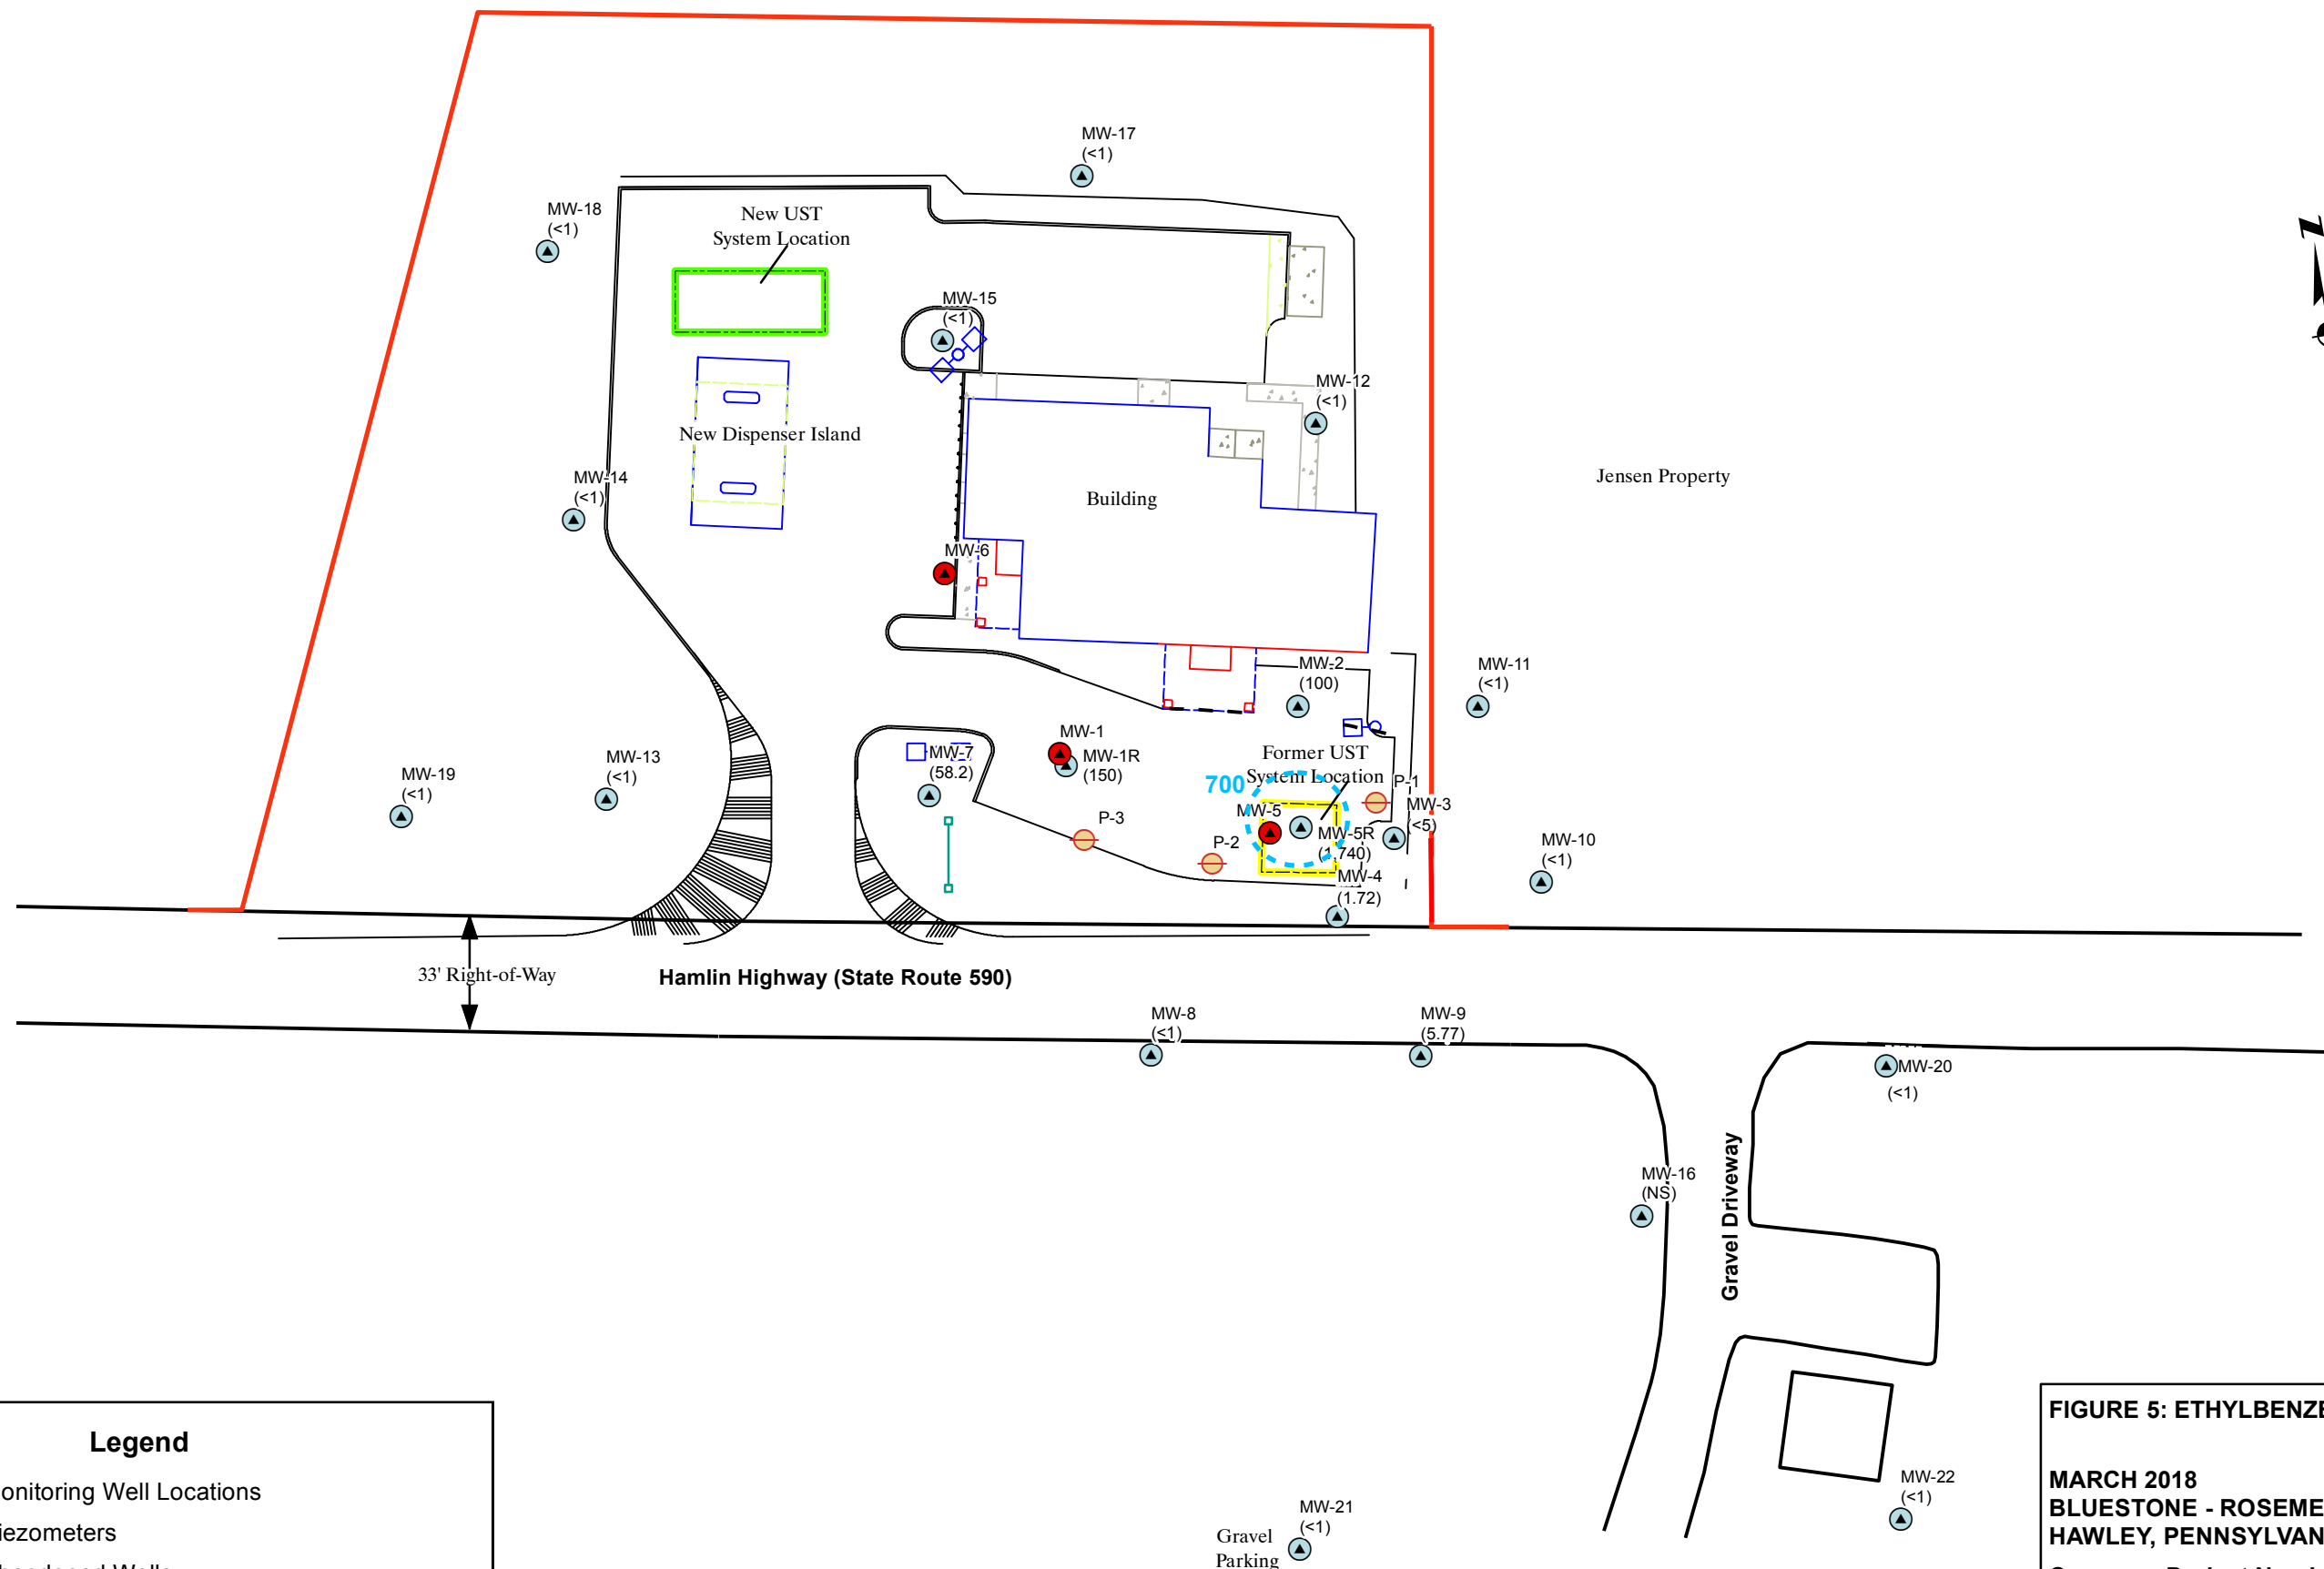 MW-17
(<1)
MW-18
(<1)
New UST
System Location
MW-15
(<1)
MW-12
(<1)
New Dispenser Island
MW-14
(<1)
Building
Jensen Property
MW-6
MW-2
(100)
MW-11
(<1)
MW-1
MW-1R
(150)
MW-7
(58.2)
Former UST
System Location
MW-13
(<1)
MW-19
(<1)
700
P-1
MW-3
(<5)
MW-5
MW-5R
(1,740)
P-3
P-2
MW-10
(<1)
MW-4
(1.72)
33' Right-of-Way
Hamlin Highway (State Route 590)
MW-8
(<1)
MW-9
(5.77)
MW-20
(<1)
MW-16
(NS)
Gravel Driveway
Legend
onitoring Well Locations
iezometers
FIGURE 5: ETHYLBENZE
MARCH 2018
BLUESTONE - ROSEME
HAWLEY, PENNSYLVAN
MW-22
(<1)
MW-21
(<1)
Gravel
Parking